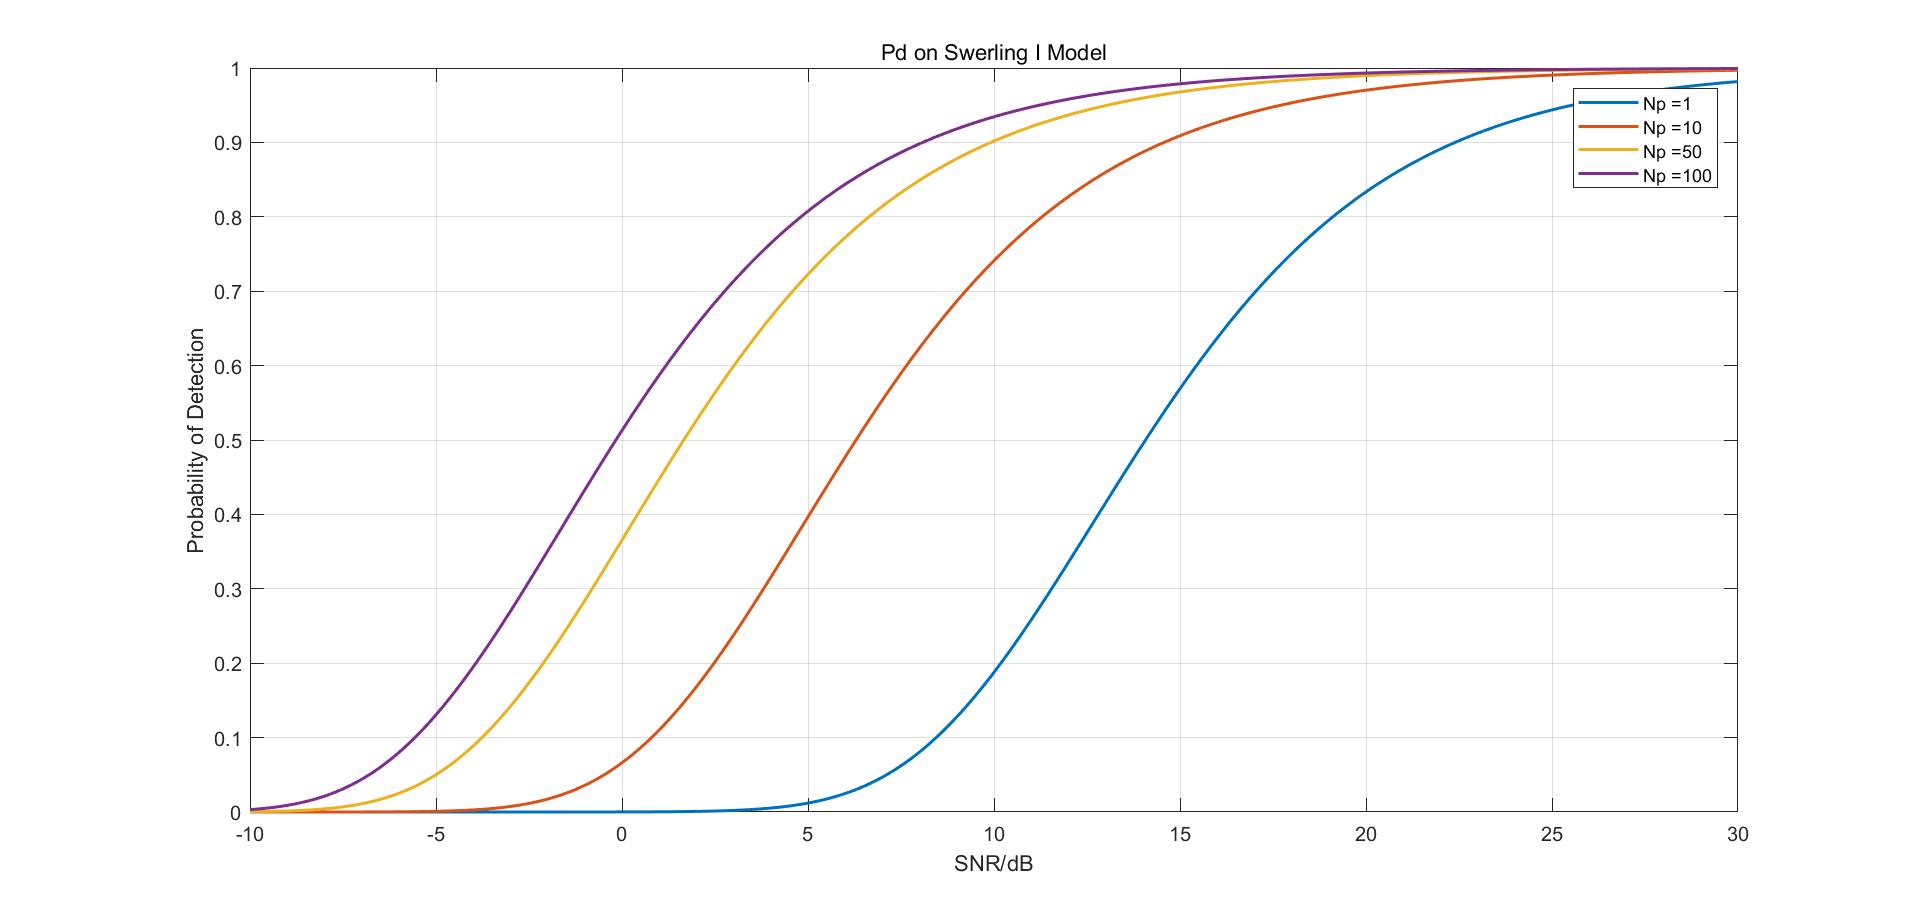 Pd on Swerling I Model
1
0.9
0.8
0.7
0.6
0.5
0.4
0.3
0.2
0.1
0
Probability of Detection
-10
-5
0
5
10
15
20
25
30
SNR/dB
Np =1
Np =10
Np =50
Np =100